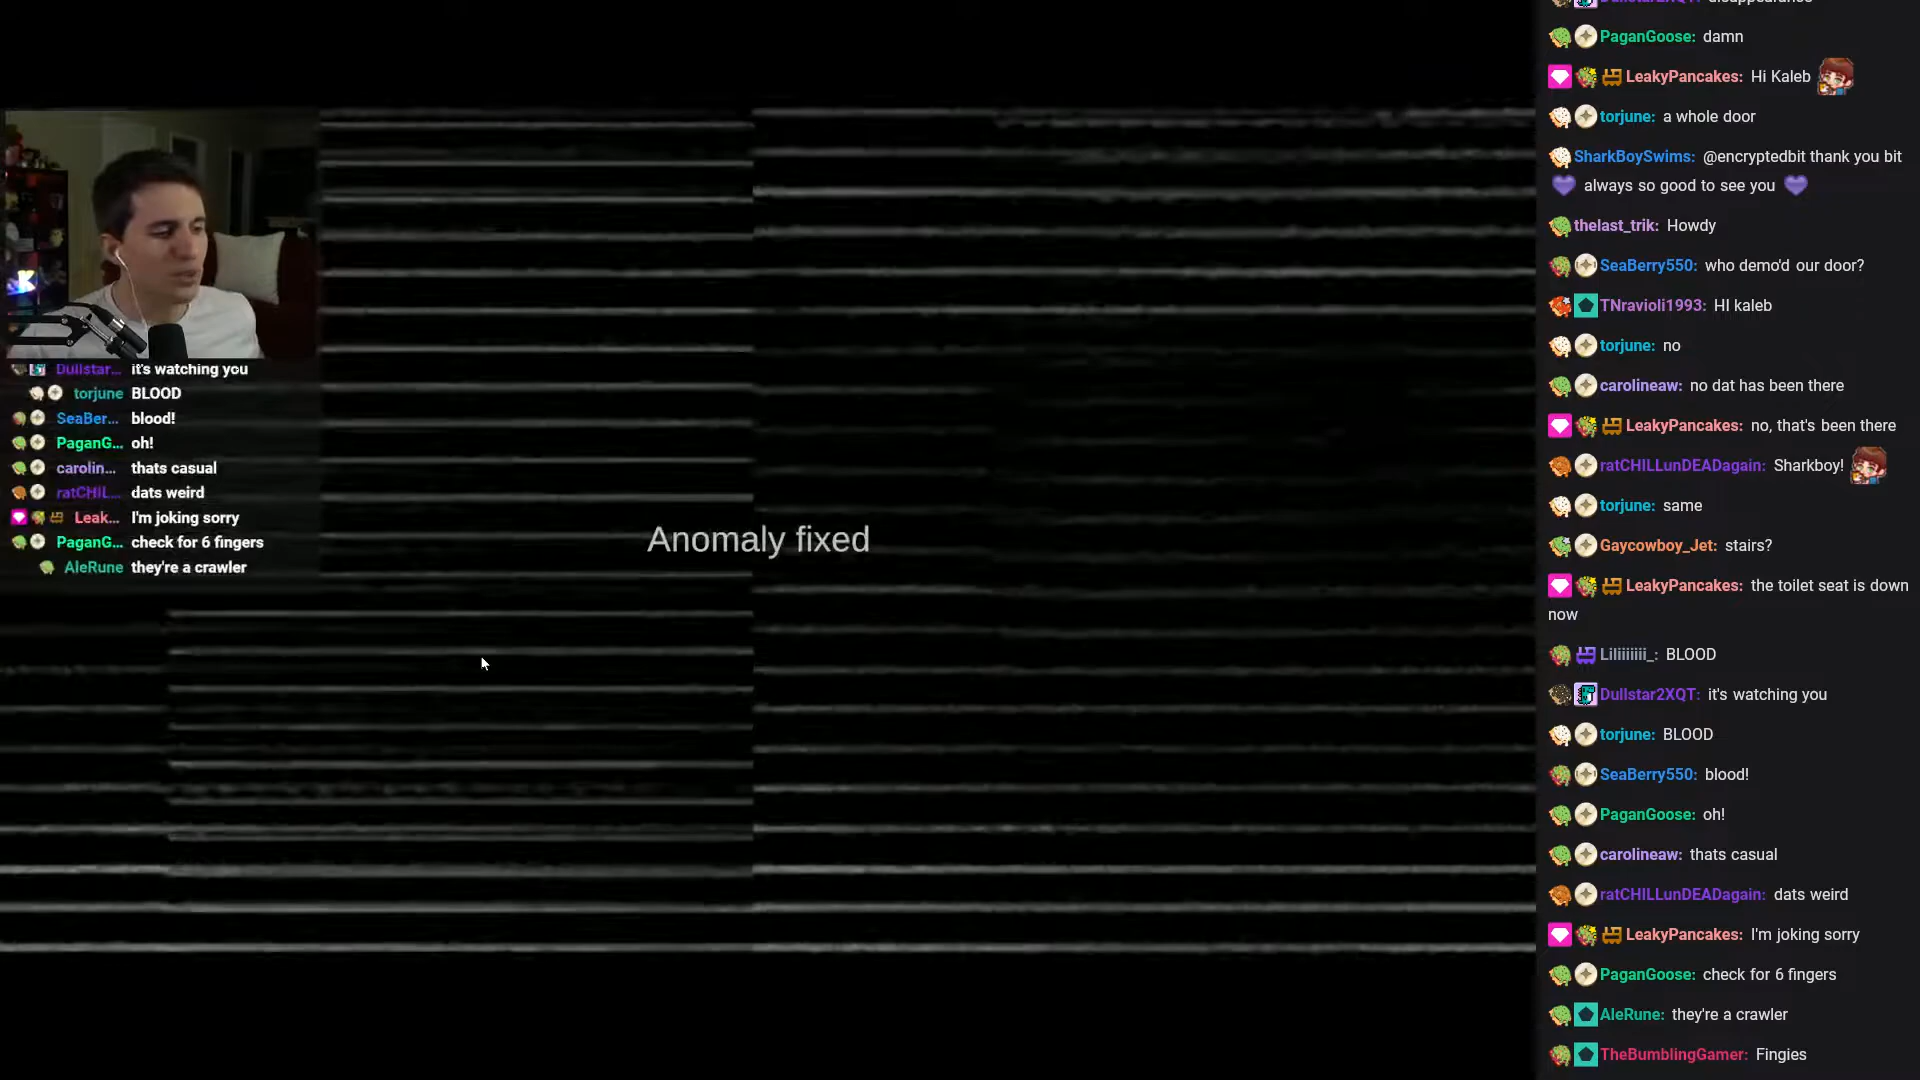 PaganGoose: damn
LeakyPancakes: Hi Kaleb
torjune: a whole door
SharkBoySwims: @encryptedbit thank you bit
always so good to see you
thelast_trik: Howdy
SeaBerry550: who demo'd our door?
TNravioli1993: HI kaleb
torjune: no
carolineaw: no dat has been there
LeakyPancakes: no, that's been there
ratCHILLunDEADagain: Sharkboy!
torjune: same
Gaycowboy_Jet: stairs?
LeakyPancakes: the toilet seat is down
now
Liliiiiiii_: BLOOD
Dullstar2XQT: it's watching you
torjune: BLOOD
SeaBerry550: blood!
PaganGoose: oh!
carolineaw: thats casual
ratCHILLunDEADagain: dats weird
LeakyPancakes: I'm joking sorry
PaganGoose: check for 6 fingers
AleRune: they're a crawler
TheBumblingGamer: Fingies
Dullstar... it's watching you
torjune BLOOD
SeaBer... blood!
PaganG... oh!
carolin... thats casual
ratCHIL... dats weird
Leak... I'm joking sorry
PaganG... check for 6 fingers
AleRune they're a crawler
Anomaly fixed